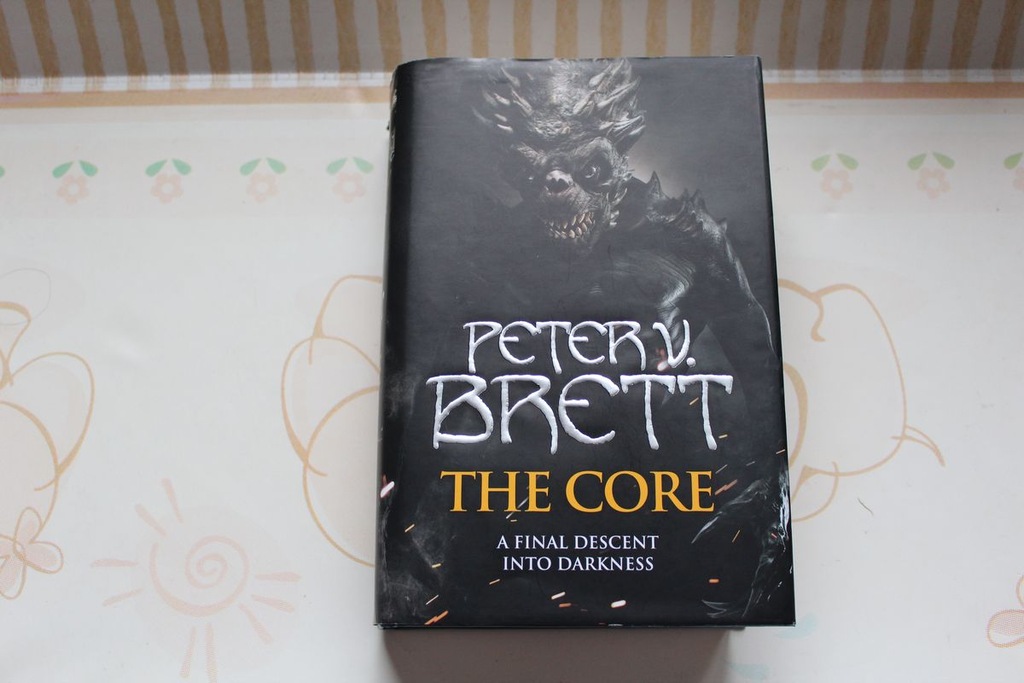 PETER V.
BRETT
THE CORE
A FINAL DESCENT
INTO DARKNESS